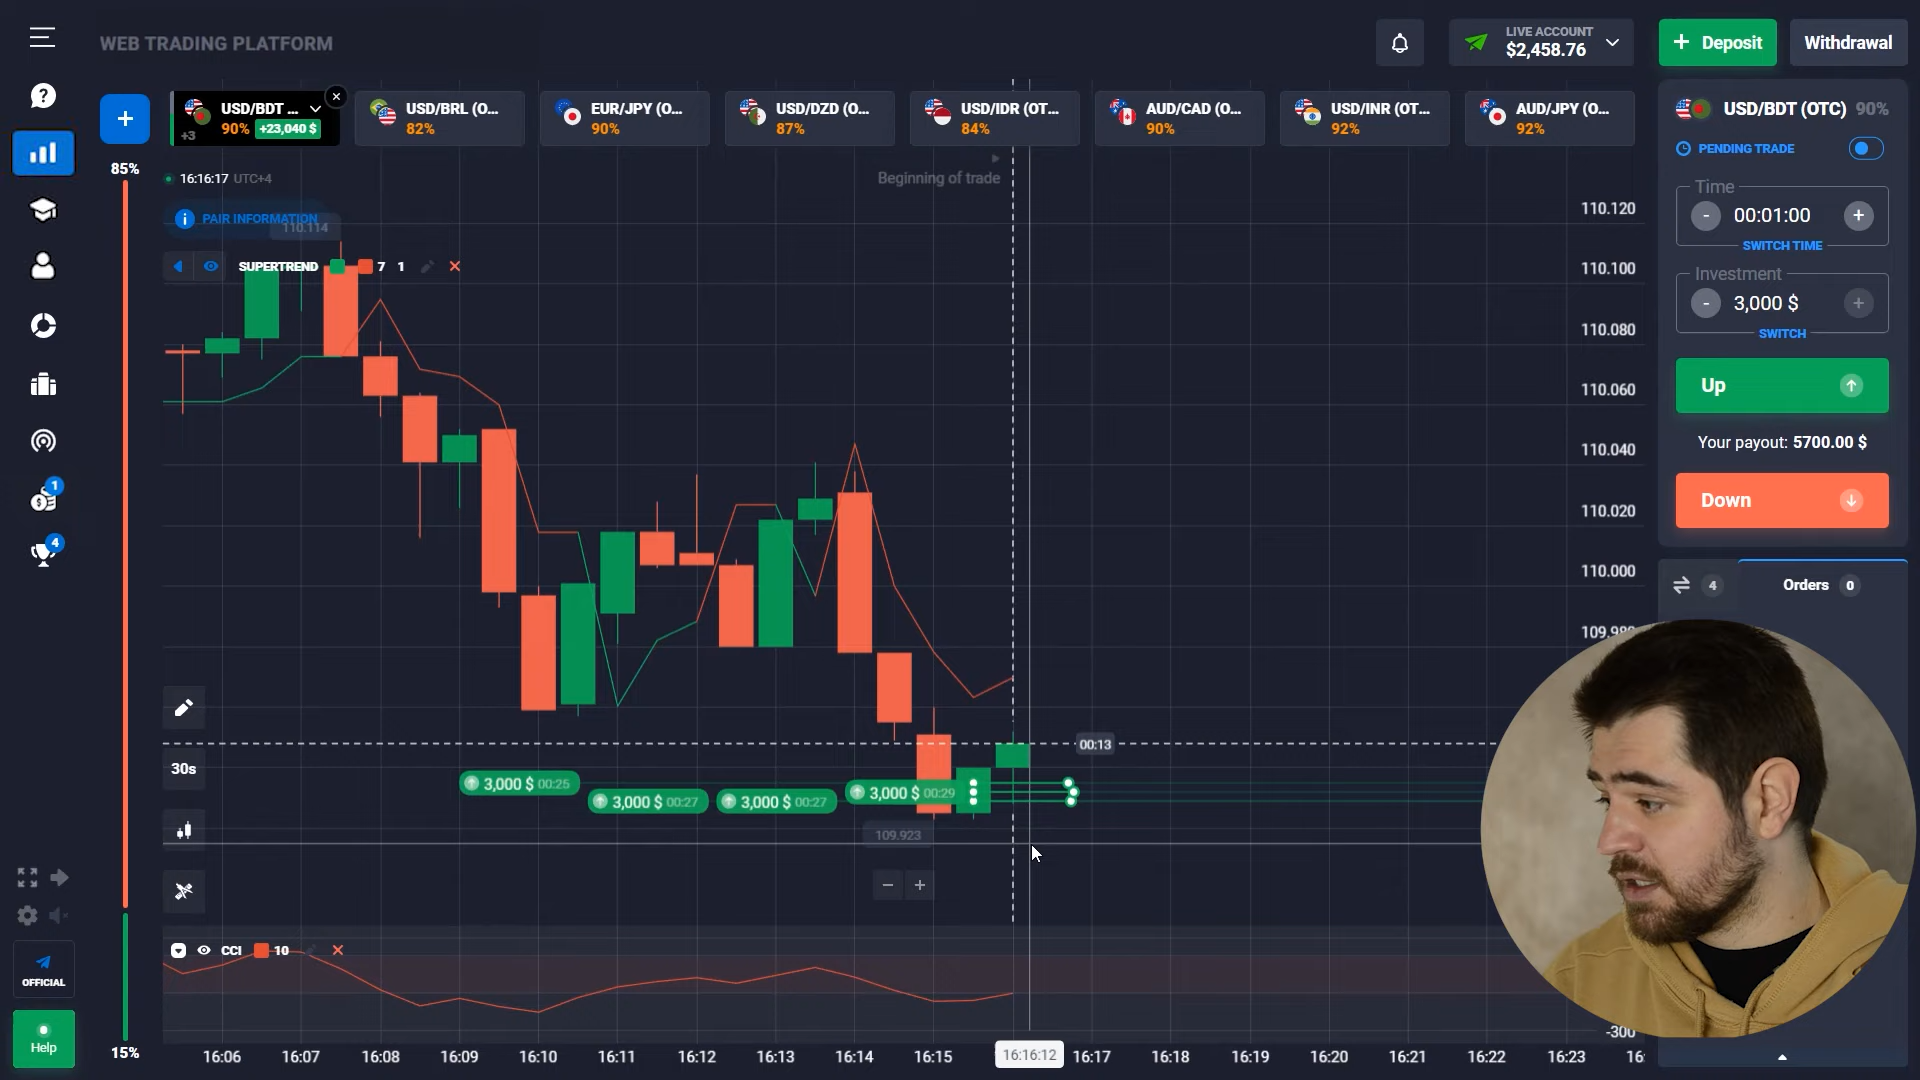 WEB TRADING PLATFORM
LIVE ACCOUNT
$2,458.76
+ Deposit
Withdrawal
+
USD/BDT ...
+3
90% +23,040 $
USD/BRL (O...
82%
EUR/JPY (O...
90%
USD/DZD (O...
87%
USD/IDR (OT...
84%
AUD/CAD (O...
90%
USD/INR (OT...
92%
AUD/JPY (O...
92%
USD/BDT (OTC) 90%
PENDING TRADE
Time
- 00:01:00 +
SWITCH TIME
Investment
- 3,000 $ +
SWITCH
Up
Your payout: 5700.00 $
Down
4
Orders 0
85%
15%
16:16:17 UTC+4
Beginning of trade
PAIR INFORMATION
110.114
SUPERTREND 7 1
110.120
110.100
110.080
110.060
110.040
110.020
110.000
30s
00:13
3,000 $ 00:25
3,000 $ 00:27
3,000 $ 00:27
3,000 $ 00:29
109.923
− +
CCI 10
-300
16:06
16:07
16:08
16:09
16:10
16:11
16:12
16:13
16:14
16:15
16:16:12
16:17
16:18
16:19
16:20
16:21
16:22
16:23
1
4
OFFICIAL
Help